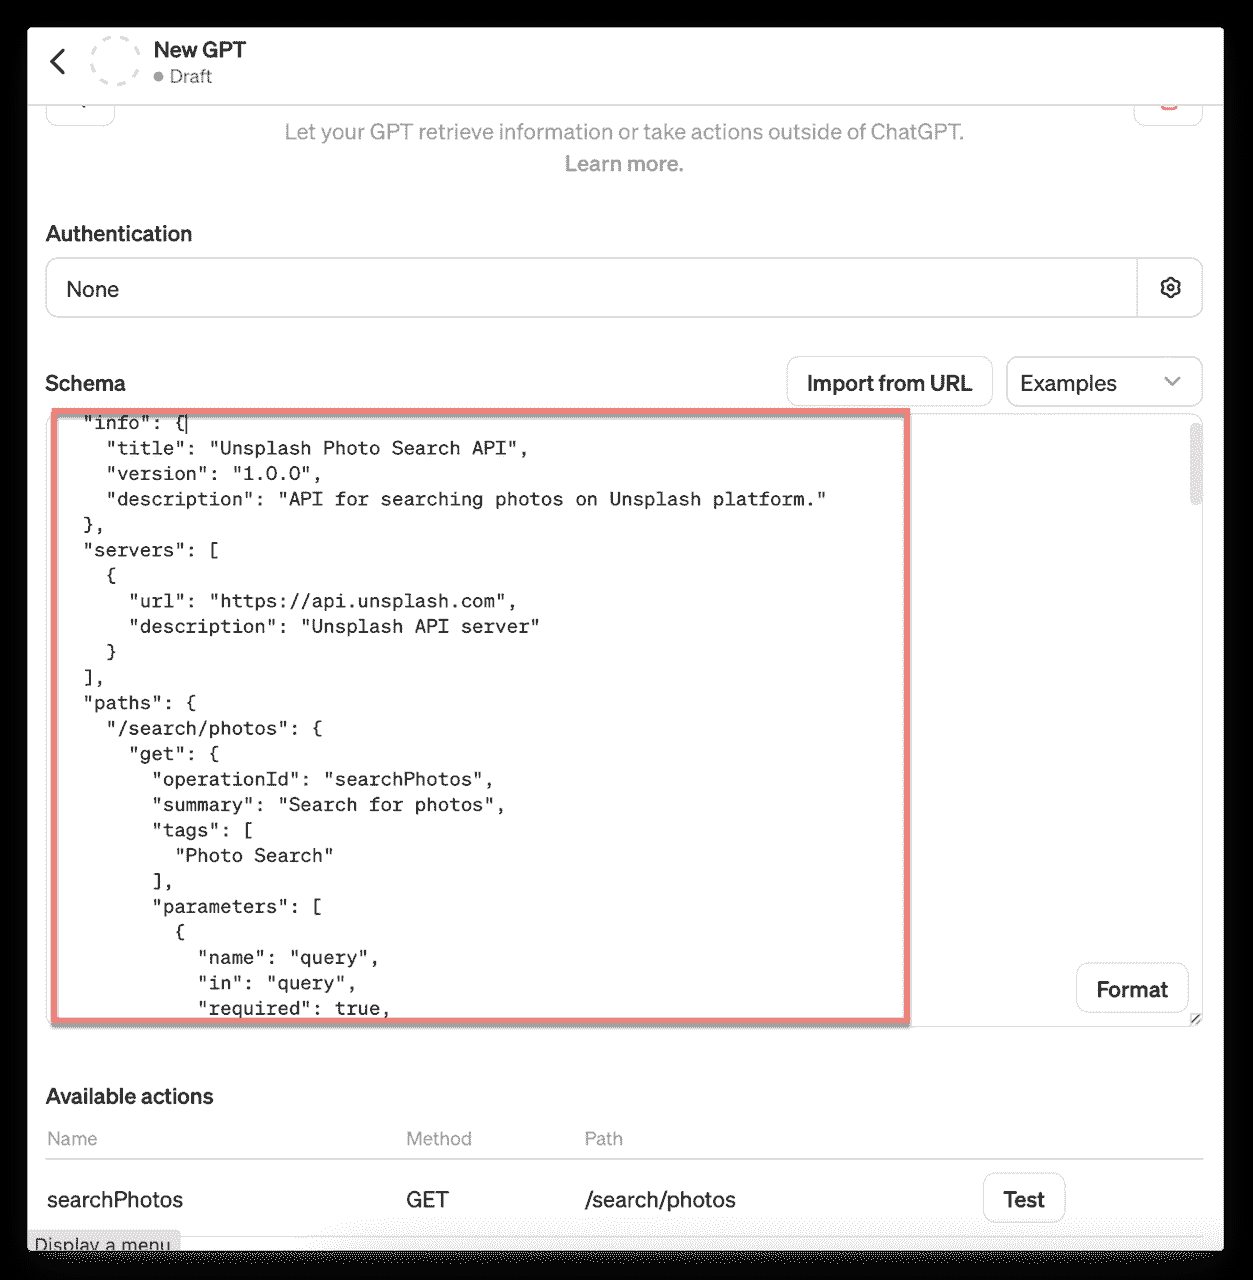 New GPT
Draft
Let your GPT retrieve information or take actions outside of ChatGPT.
Learn more.
Authentication
None
Schema
Import from URL
Examples
"info": {
"title": "Unsplash Photo Search API",
"version": "1.0.0",
"description": "API for searching photos on Unsplash platform."
},
"servers": [
{
"url": "https://api.unsplash.com",
"description": "Unsplash API server"
}
],
"paths": {
"/search/photos": {
"get": {
"operationId": "searchPhotos",
"summary": "Search for photos",
"tags": [
"Photo Search"
],
"parameters": [
{
"name": "query",
"in": "query",
"required": true,
Format
Available actions
Name Method Path
searchPhotos GET /search/photos Test
Display a menu